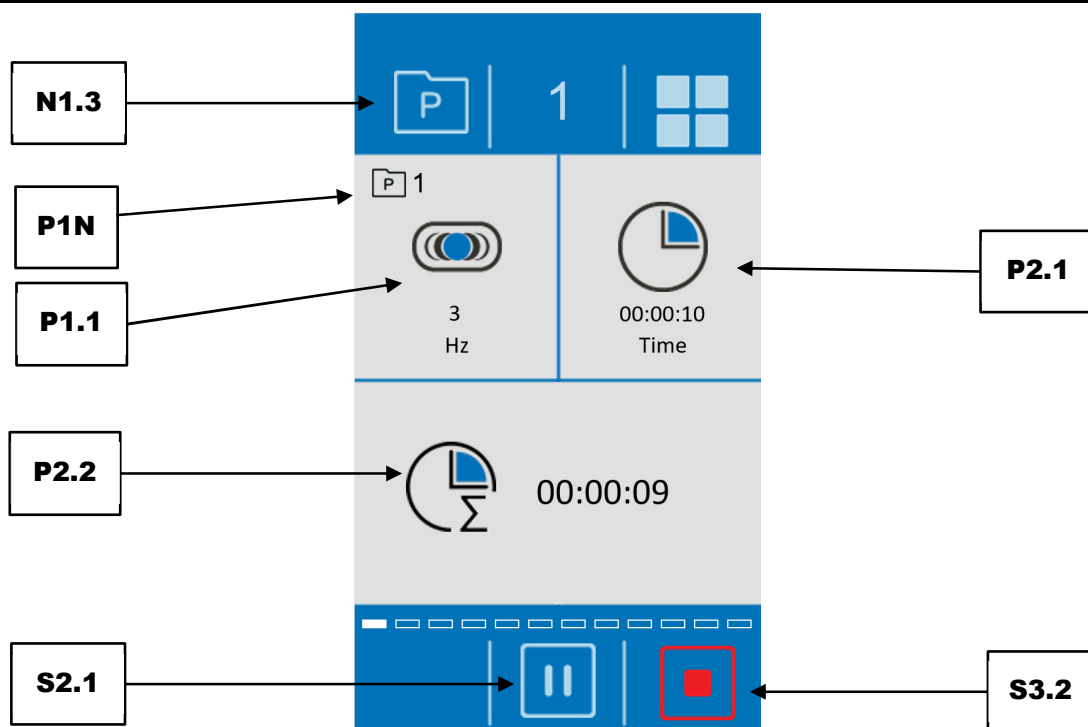 N1.3
P 1
P1N
P 1
P1.1
P2.1
3
00:00:10
Hz
Time
P2.2
Σ 00:00:09
S2.1
S3.2